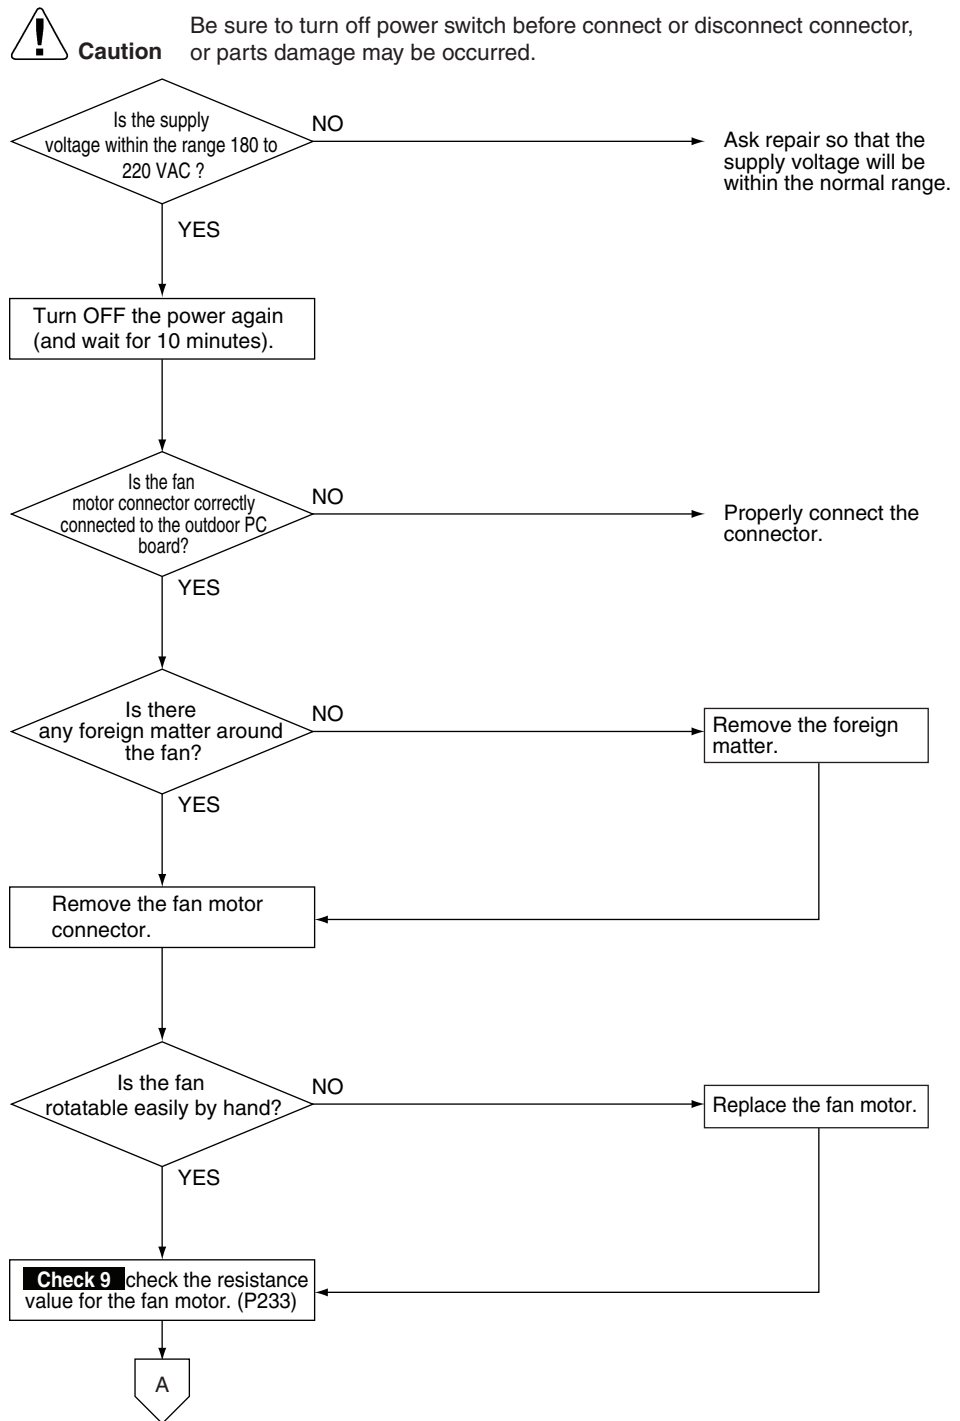 Be sure to turn off power switch before connect or disconnect connector,
Caution or parts damage may be occurred.
Is the supply
voltage within the range 180 to
220 VAC ?
NO
Ask repair so that the
supply voltage will be
within the normal range.
YES
Turn OFF the power again
(and wait for 10 minutes).
Is the fan
motor connector correctly
connected to the outdoor PC
board?
NO
Properly connect the
connector.
YES
Is there
any foreign matter around
the fan?
NO
Remove the foreign
matter.
YES
Remove the fan motor
connector.
Is the fan
rotatable easily by hand?
NO
Replace the fan motor.
YES
Check 9 check the resistance
value for the fan motor. (P233)
A